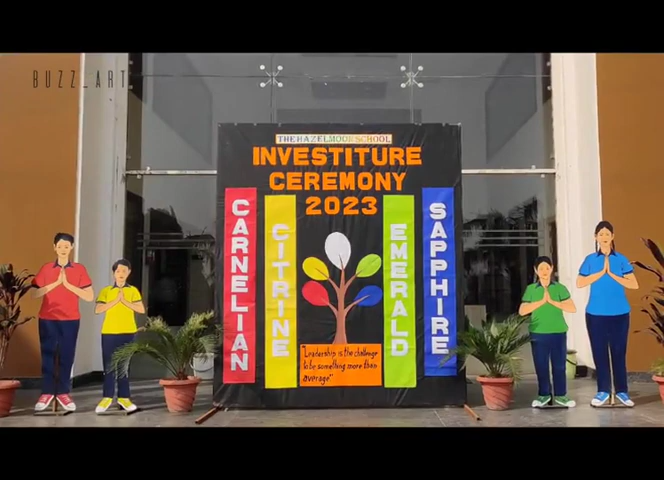 BUZZ_ART
THE HAZELMOON SCHOOL
INVESTITURE
CEREMONY
2023
CARNELIAN
CITRINE
EMERALD
SAPPHIRE
"Leadership is the challenge
to be something more than
average"